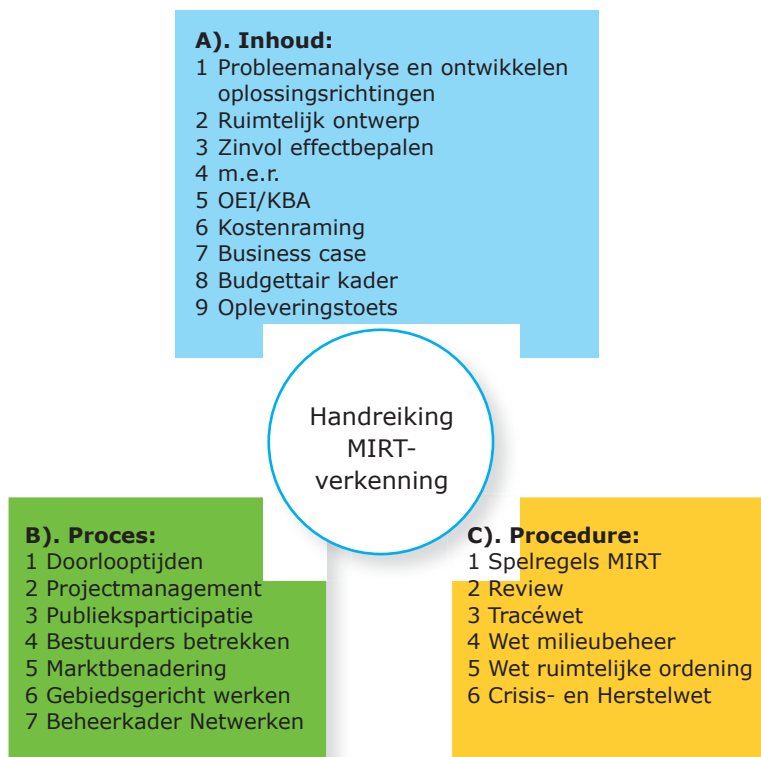 A). Inhoud:
1 Probleemanalyse en ontwikkelen
oplossingsrichtingen
2 Ruimtelijk ontwerp
3 Zinvol effectbepalen
4 m.e.r.
5 OEI/KBA
6 Kostenraming
7 Business case
8 Budgettair kader
9 Opleveringstoets
Handreiking
MIRT-
verkenning
B). Proces:
1 Doorlooptijden
2 Projectmanagement
3 Publieksparticipatie
4 Bestuurders betrekken
5 Marktbenadering
6 Gebiedsgericht werken
7 Beheerkader Netwerken
C). Procedure:
1 Spelregels MIRT
2 Review
3 Tracéwet
4 Wet milieubeheer
5 Wet ruimtelijke ordening
6 Crisis- en Herstelwet